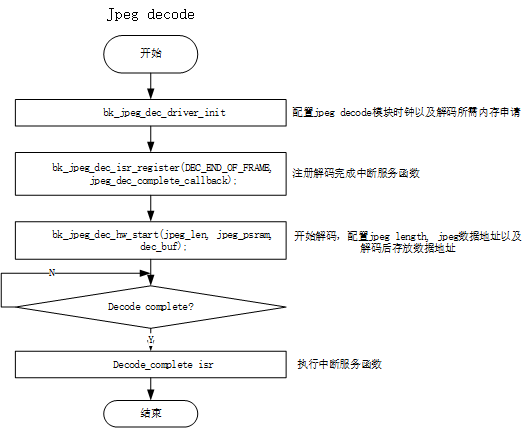 Jpeg decode
开始
bk_jpeg_dec_driver_init
配置jpeg decode模块时钟以及解码所需内存申请
bk_jpeg_dec_isr_register(DEC_END_OF_FRAME,
jpeg_dec_complete_callback);
注册解码完成中断服务函数
bk_jpeg_dec_hw_start(jpeg_len, jpeg_psram,
dec_buf);
开始解码，配置jpeg length, jpeg数据地址以及
解码后存放数据地址
N
Decode complete?
Y
Decode_complete isr
执行中断服务函数
结束